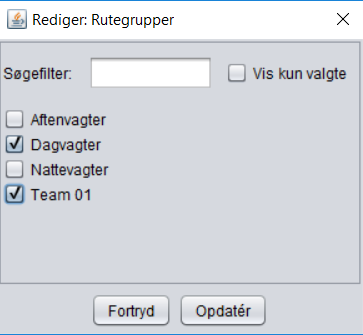 Rediger: Rutegrupper
Søgefilter: Vis kun valgte
Aftenvagter
Dagvagter
Nattevagter
Team 01
Fortryd Opdatér